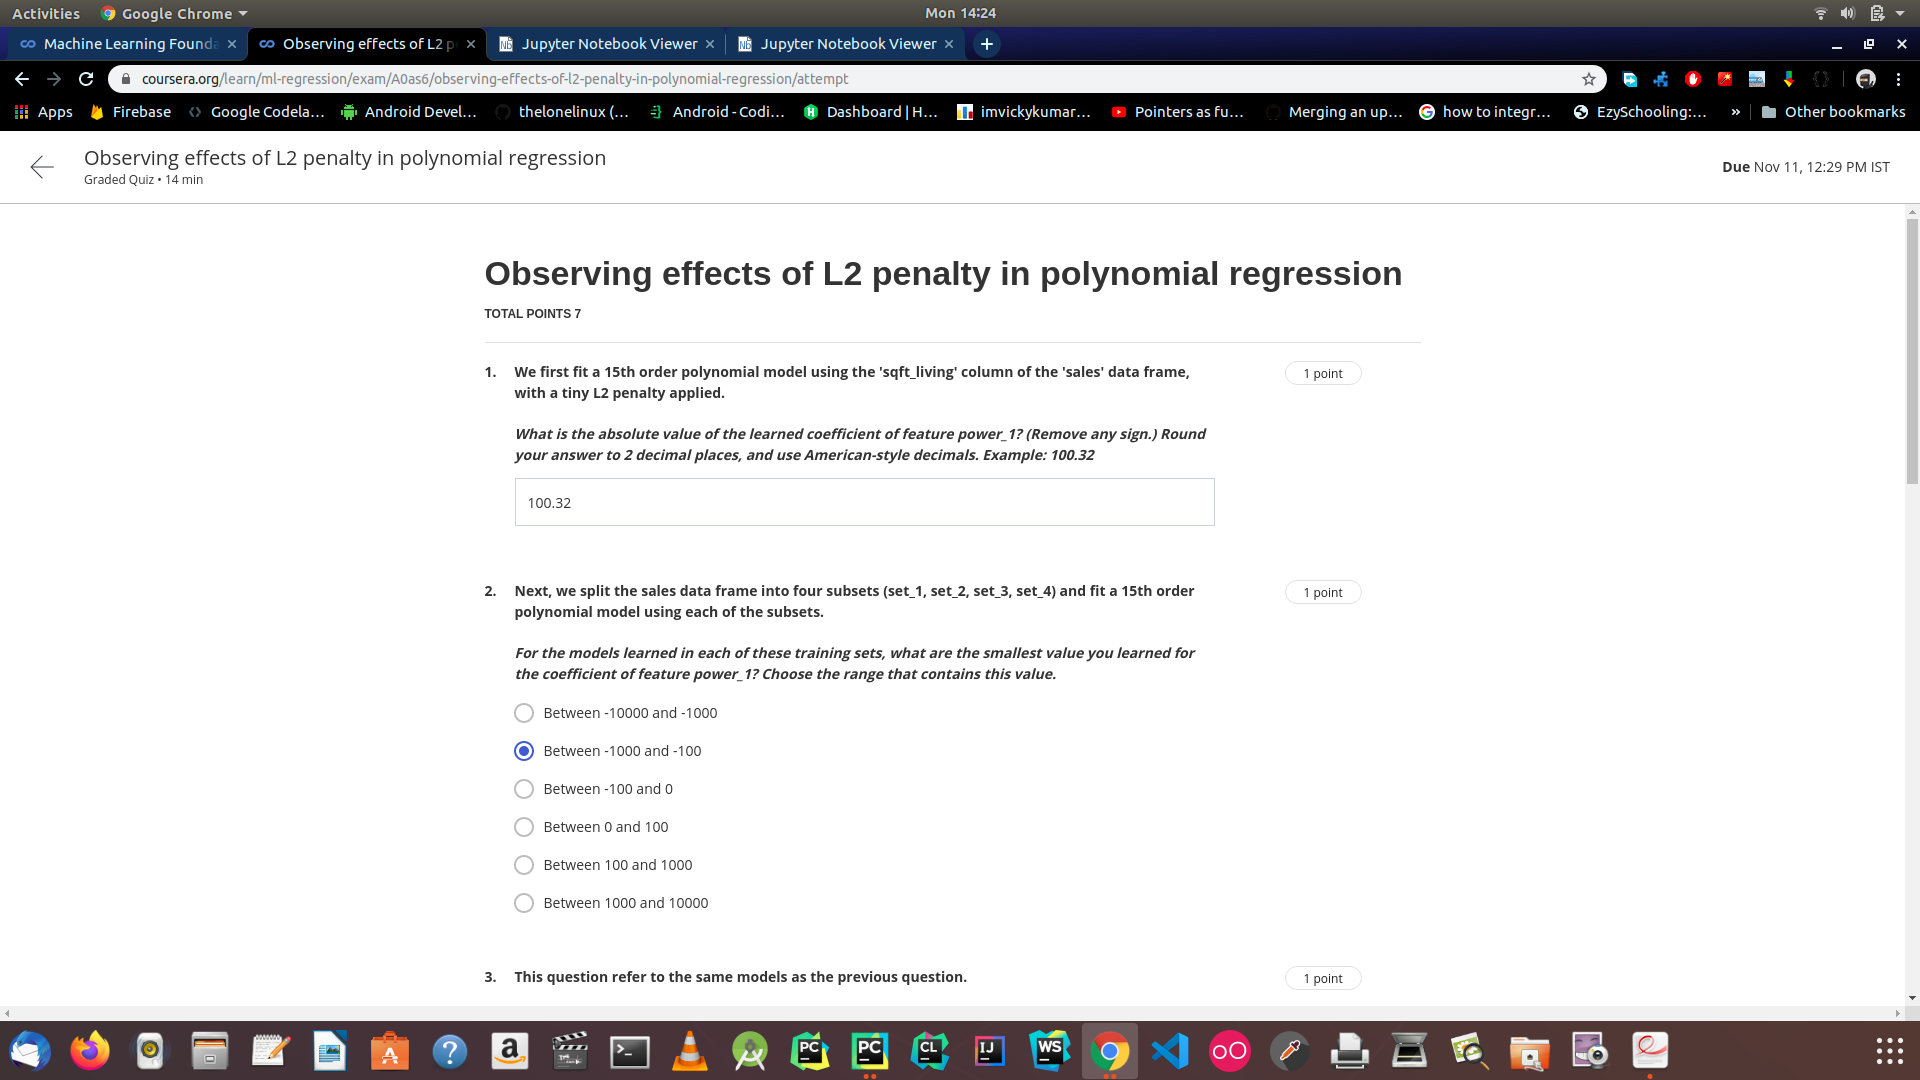 Activities Google Chrome Mon 14:24
Machine Learning Founda Observing effects of L2 p Jupyter Notebook Viewer Jupyter Notebook Viewer
coursera.org/learn/ml-regression/exam/A0as6/observing-effects-of-l2-penalty-in-polynomial-regression/attempt
Apps Firebase Google Codela... Android Devel... thelonelinux (... Android - Codi... Dashboard | H... imvickykumar... Pointers as fu... Merging an up... how to integr... EzySchooling:... » Other bookmarks
Observing effects of L2 penalty in polynomial regression
Graded Quiz • 14 min
Due Nov 11, 12:29 PM IST
Observing effects of L2 penalty in polynomial regression
TOTAL POINTS 7
1. We first fit a 15th order polynomial model using the 'sqft_living' column of the 'sales' data frame, 1 point
with a tiny L2 penalty applied.
What is the absolute value of the learned coefficient of feature power_1? (Remove any sign.) Round
your answer to 2 decimal places, and use American-style decimals. Example: 100.32
100.32
2. Next, we split the sales data frame into four subsets (set_1, set_2, set_3, set_4) and fit a 15th order 1 point
polynomial model using each of the subsets.
For the models learned in each of these training sets, what are the smallest value you learned for
the coefficient of feature power_1? Choose the range that contains this value.
Between -10000 and -1000
Between -1000 and -100
Between -100 and 0
Between 0 and 100
Between 100 and 1000
Between 1000 and 10000
3. This question refer to the same models as the previous question. 1 point